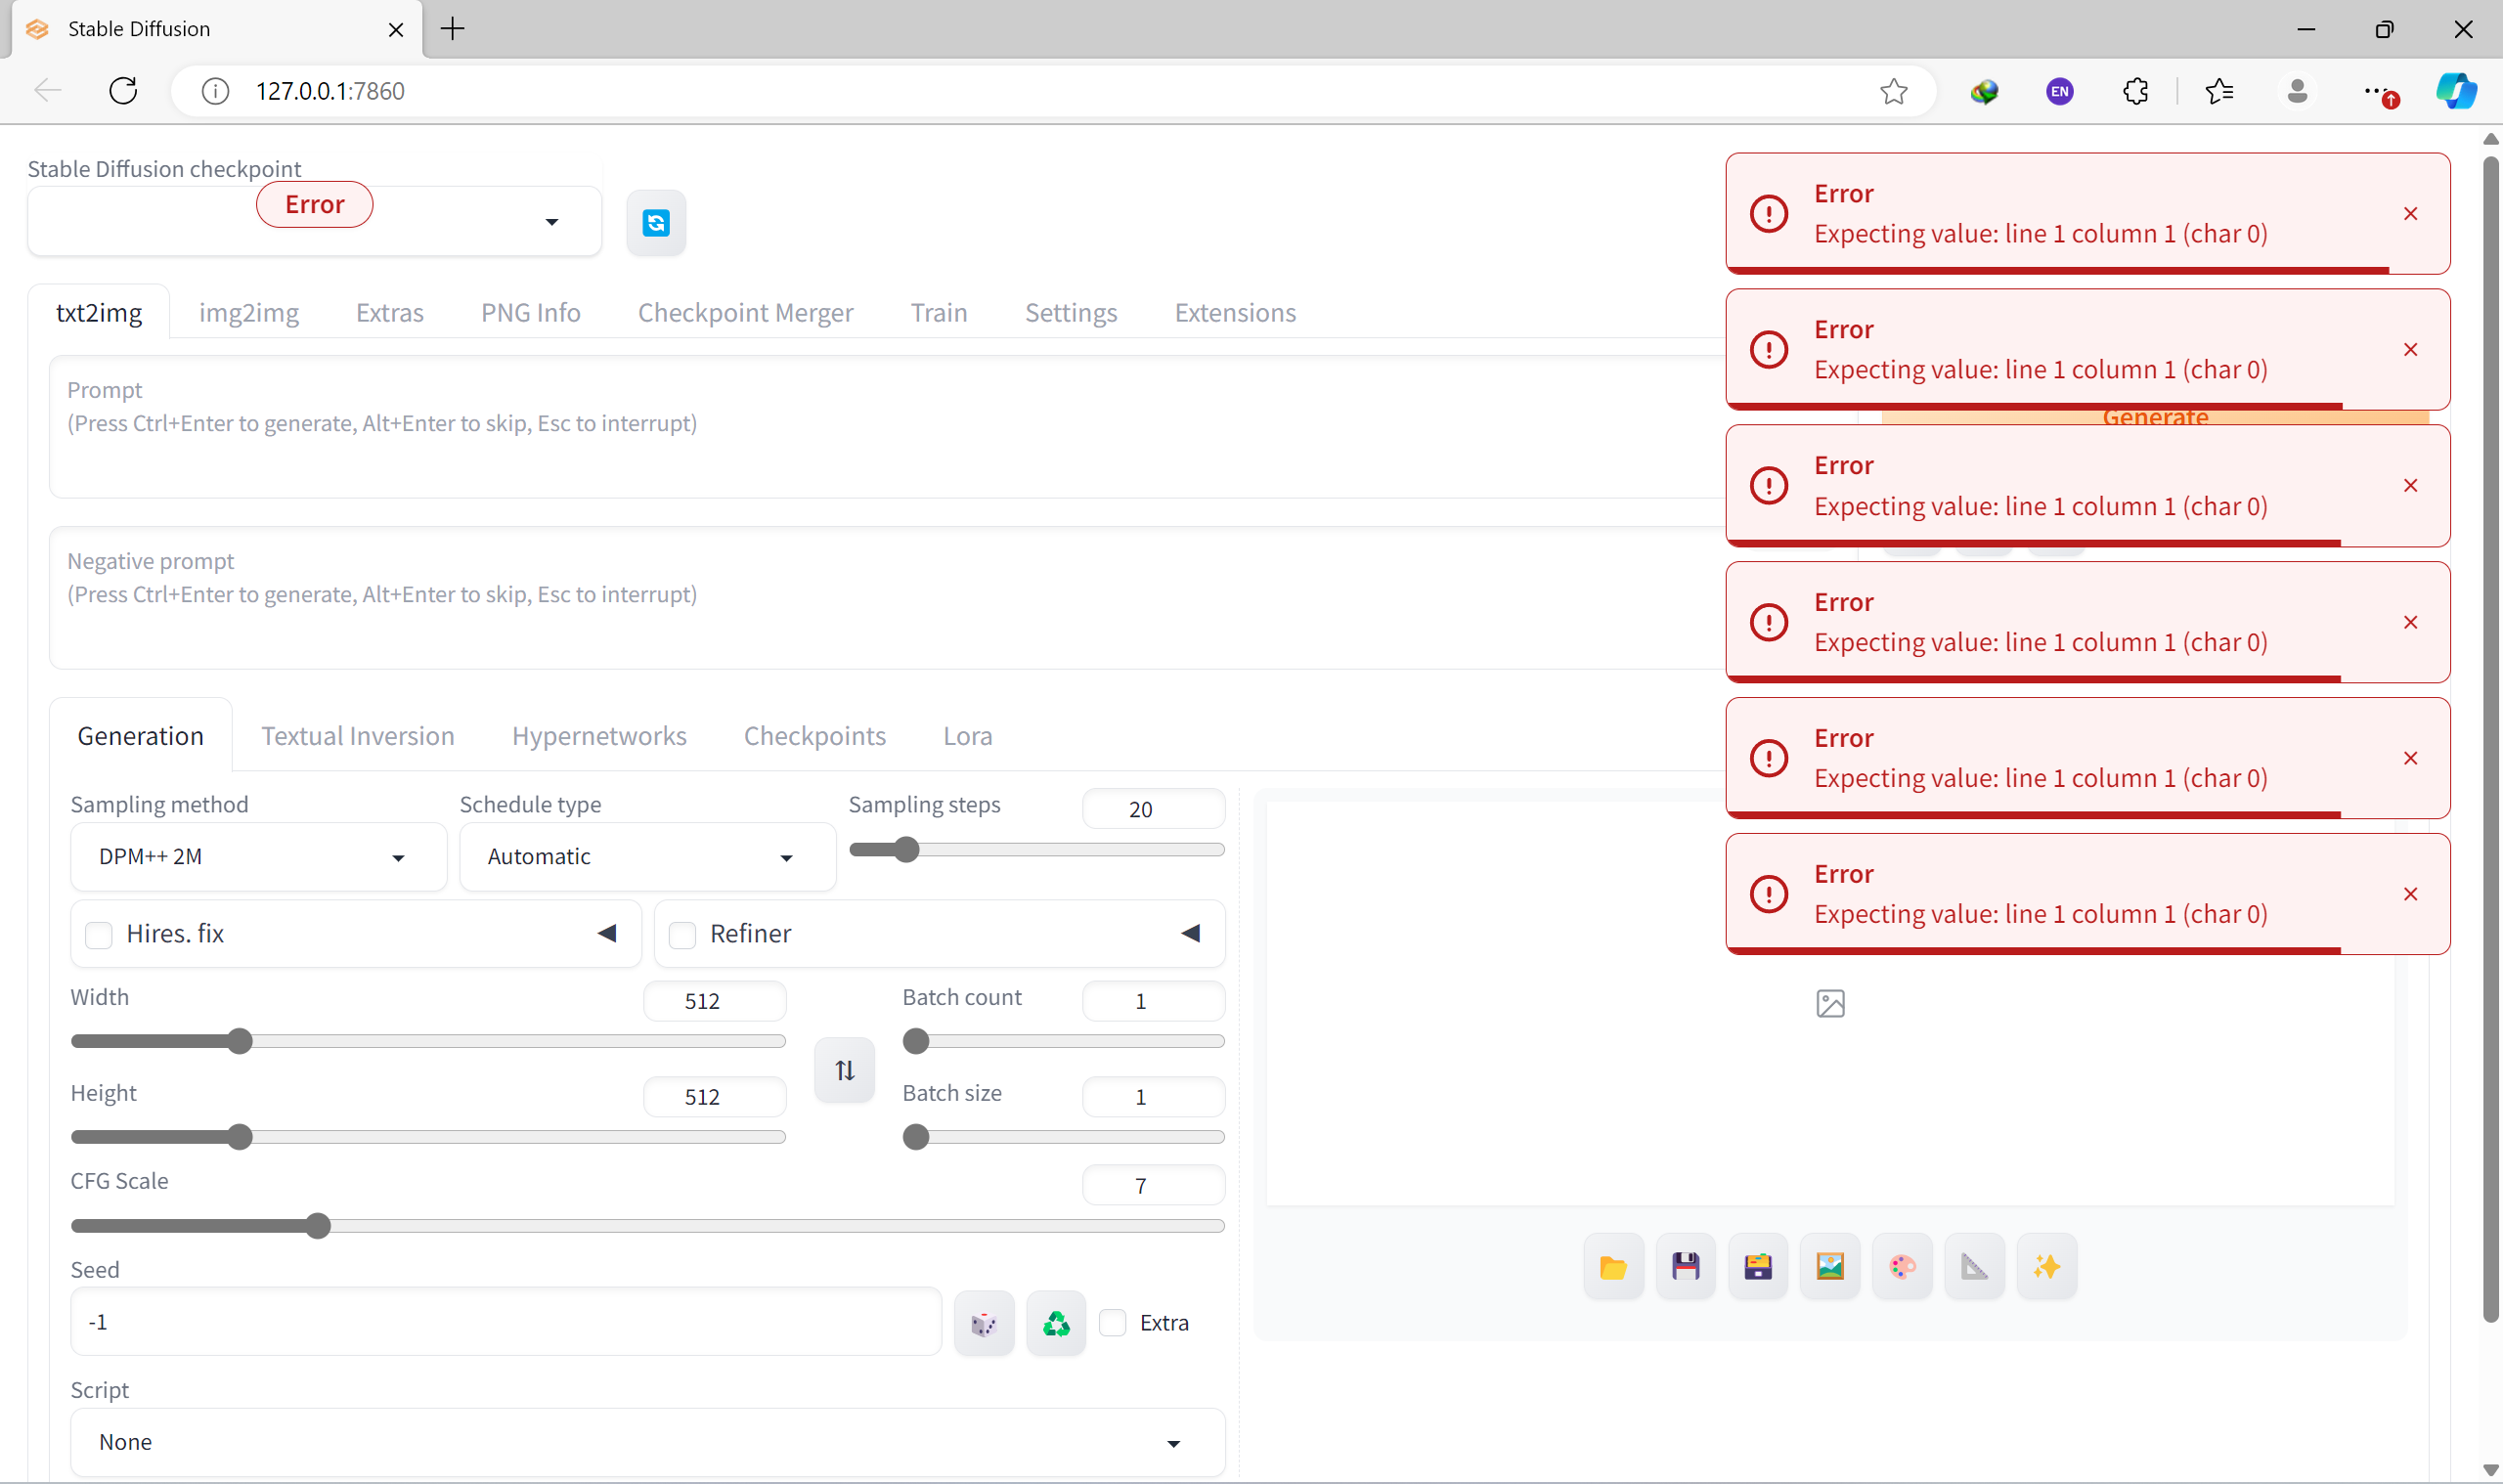 Stable Diffusion
127.0.0.1:7860
EN
Stable Diffusion checkpoint
Error
txt2img
img2img
Extras
PNG Info
Checkpoint Merger
Train
Settings
Extensions
Prompt
(Press Ctrl+Enter to generate, Alt+Enter to skip, Esc to interrupt)
Negative prompt
(Press Ctrl+Enter to generate, Alt+Enter to skip, Esc to interrupt)
Generate
Error
Expecting value: line 1 column 1 (char 0)
Error
Expecting value: line 1 column 1 (char 0)
Error
Expecting value: line 1 column 1 (char 0)
Error
Expecting value: line 1 column 1 (char 0)
Error
Expecting value: line 1 column 1 (char 0)
Error
Expecting value: line 1 column 1 (char 0)
Generation
Textual Inversion
Hypernetworks
Checkpoints
Lora
Sampling method
DPM++ 2M
Schedule type
Automatic
Sampling steps
20
Hires. fix
Refiner
Width
512
Batch count
1
Height
512
Batch size
1
CFG Scale
7
Seed
-1
Extra
Script
None